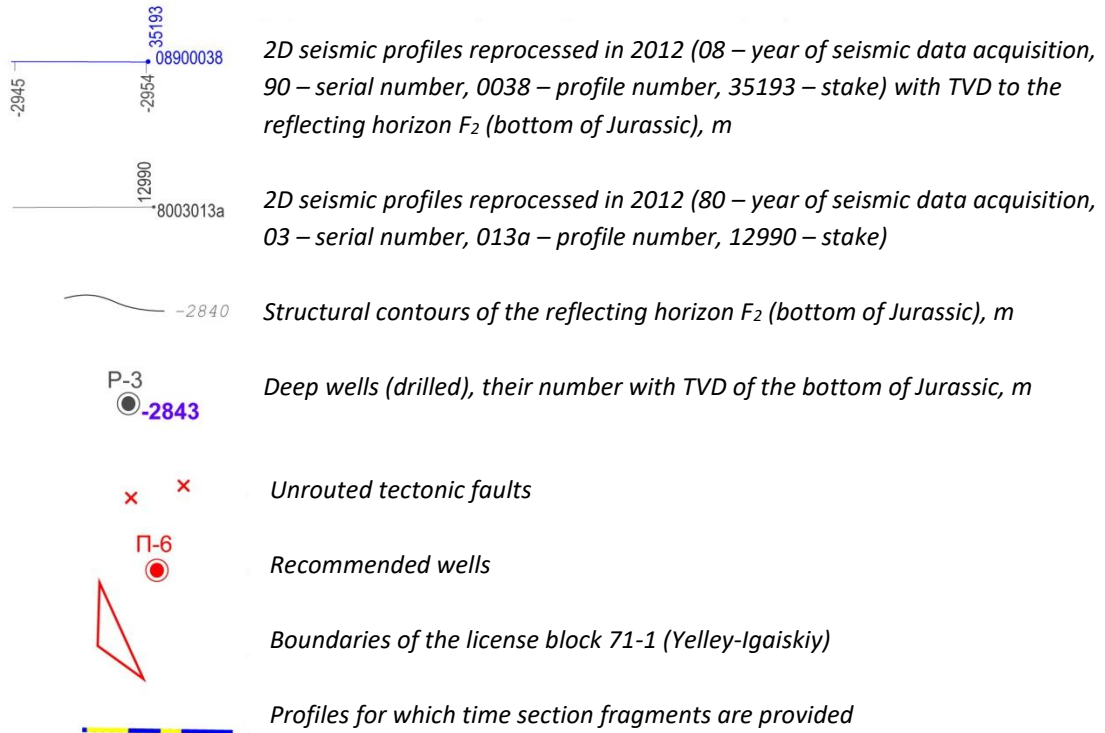 35193
08900038
-2945
-2954
2D seismic profiles reprocessed in 2012 (08 – year of seismic data acquisition,
90 – serial number, 0038 – profile number, 35193 – stake) with TVD to the
reflecting horizon F2 (bottom of Jurassic), m
12990
8003013a
2D seismic profiles reprocessed in 2012 (80 – year of seismic data acquisition,
03 – serial number, 013a – profile number, 12990 – stake)
-2840
Structural contours of the reflecting horizon F2 (bottom of Jurassic), m
Р-3
-2843
Deep wells (drilled), their number with TVD of the bottom of Jurassic, m
Unrouted tectonic faults
П-6
Recommended wells
Boundaries of the license block 71-1 (Yelley-Igaiskiy)
Profiles for which time section fragments are provided